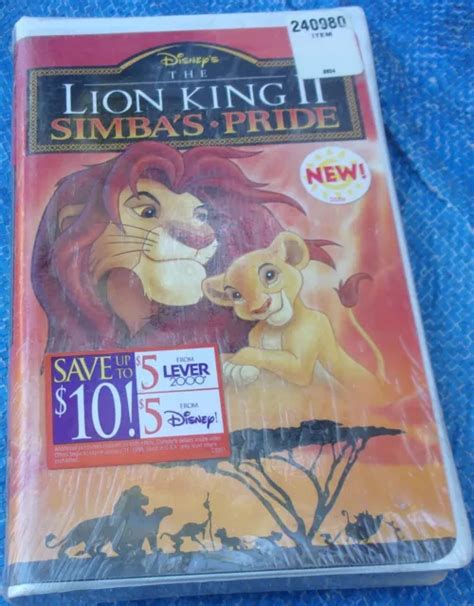 240980
ITEM
Disney's
THE
LION KING II
SIMBA'S • PRIDE
NEW!
SAVE UP TO $10!
$5 FROM LEVER 2000
$5 FROM Disney!